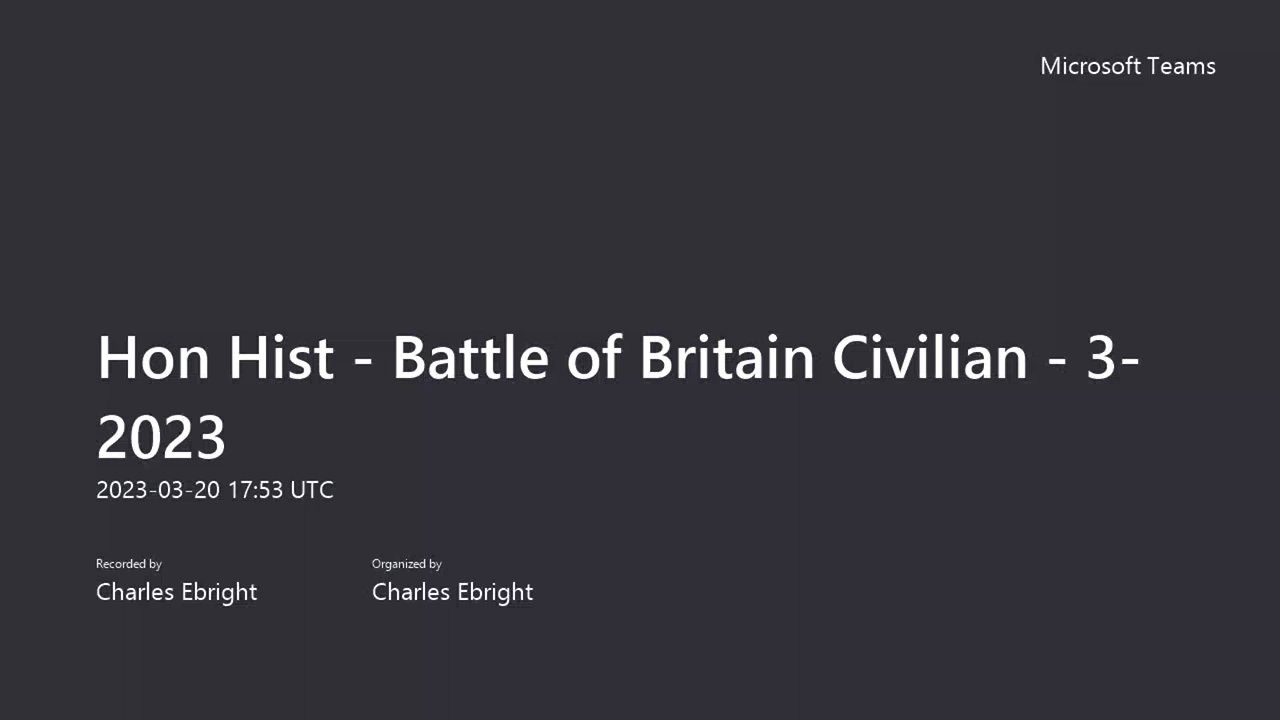 Microsoft Teams
Hon Hist - Battle of Britain Civilian - 3-
2023
2023-03-20 17:53 UTC
Recorded by
Charles Ebright
Organized by
Charles Ebright